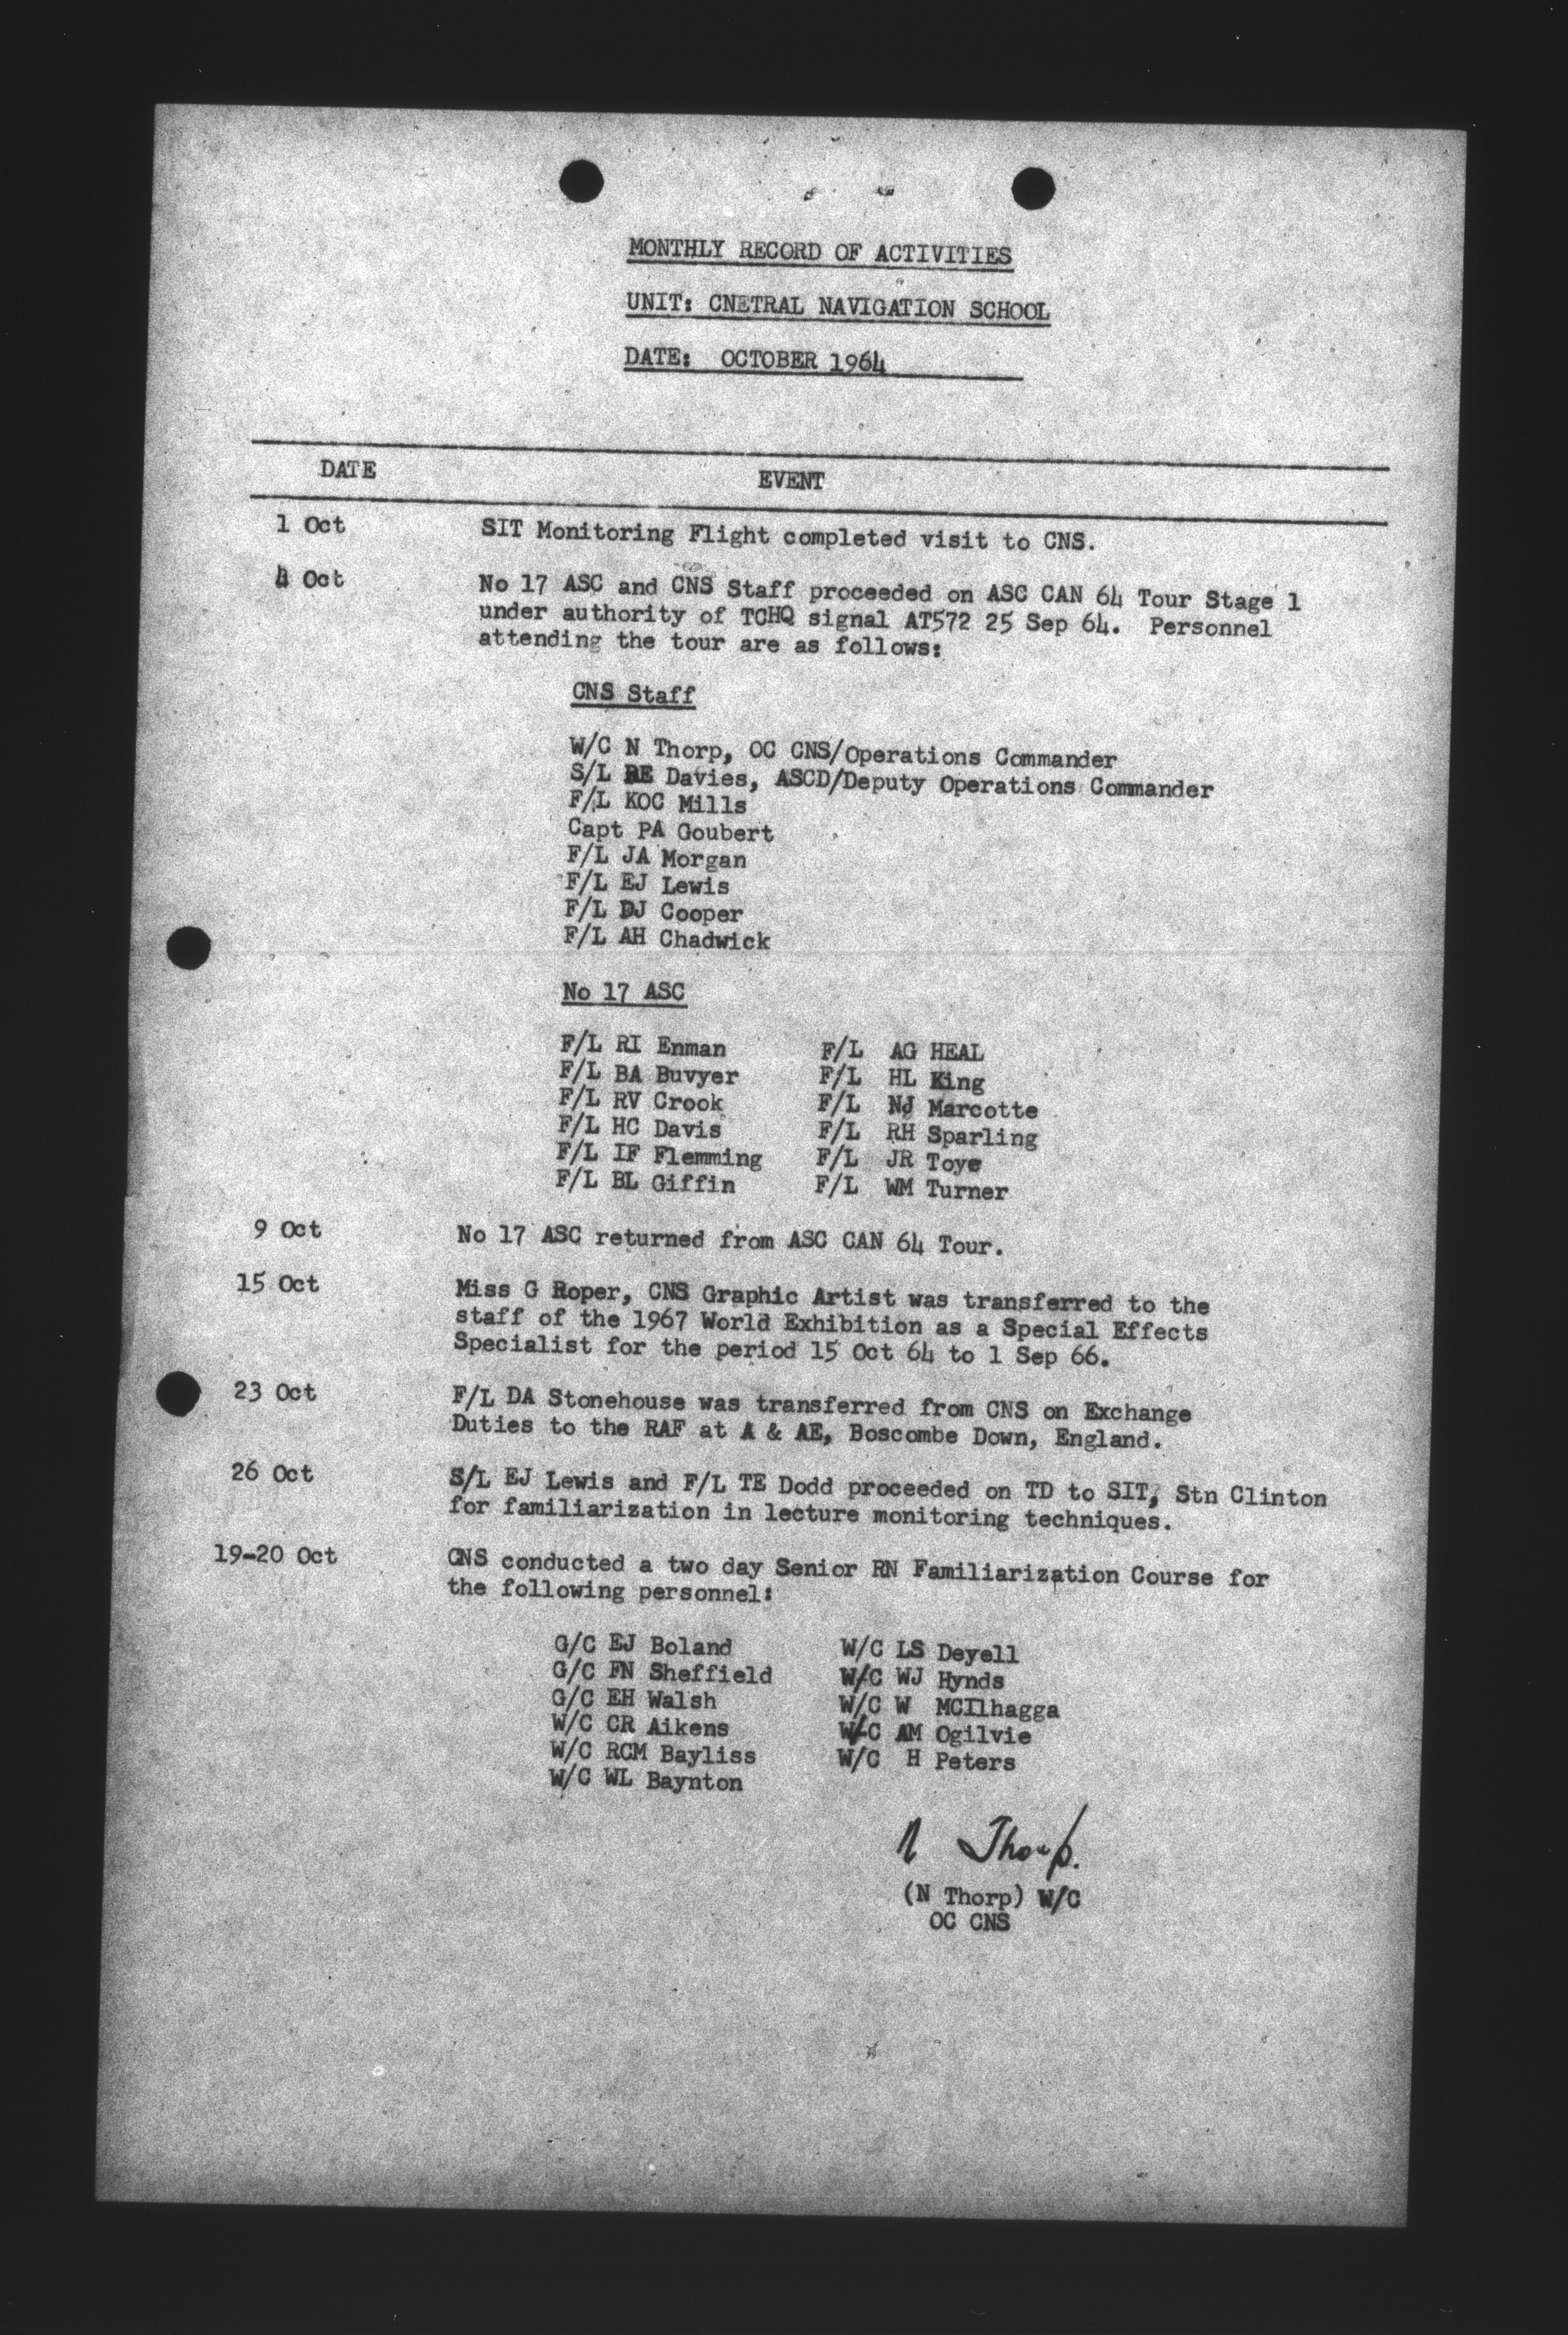 MONTHLY RECORD OF ACTIVITIES
UNIT: CNETRAL NAVIGATION SCHOOL
DATE: OCTOBER 1964
DATE EVENT
1 Oct SIT Monitoring Flight completed visit to CNS.
4 Oct No 17 ASC and CNS Staff proceeded on ASC CAN 64 Tour Stage 1
under authority of TCHQ signal AT572 25 Sep 64. Personnel
attending the tour are as follows:
CNS Staff
W/C N Thorp, OC CNS/Operations Commander
S/L RE Davies, ASCD/Deputy Operations Commander
F/L KOC Mills
Capt PA Goubert
F/L JA Morgan
F/L EJ Lewis
F/L DJ Cooper
F/L AH Chadwick
No 17 ASC
F/L RI Enman F/L AG HEAL
F/L BA Buvyer F/L HL King
F/L RV Crook F/L NJ Marcotte
F/L HC Davis F/L RH Sparling
F/L IF Flemming F/L JR Toye
F/L BL Giffin F/L WM Turner
9 Oct No 17 ASC returned from ASC CAN 64 Tour.
15 Oct Miss G Roper, CNS Graphic Artist was transferred to the
staff of the 1967 World Exhibition as a Special Effects
Specialist for the period 15 Oct 64 to 1 Sep 66.
23 Oct F/L DA Stonehouse was transferred from CNS on Exchange
Duties to the RAF at A & AE, Boscombe Down, England.
26 Oct S/L EJ Lewis and F/L TE Dodd proceeded on TD to SIT, Stn Clinton
for familiarization in lecture monitoring techniques.
19-20 Oct CNS conducted a two day Senior RN Familiarization Course for
the following personnel:
G/C EJ Boland W/C LS Deyell
G/C FN Sheffield W/C WJ Hynds
G/C EH Walsh W/C W MCIlhagga
W/C CR Aikens W/C AM Ogilvie
W/C RCM Bayliss W/C H Peters
W/C WL Baynton
N Thorp.
(N Thorp) W/C
OC CNS